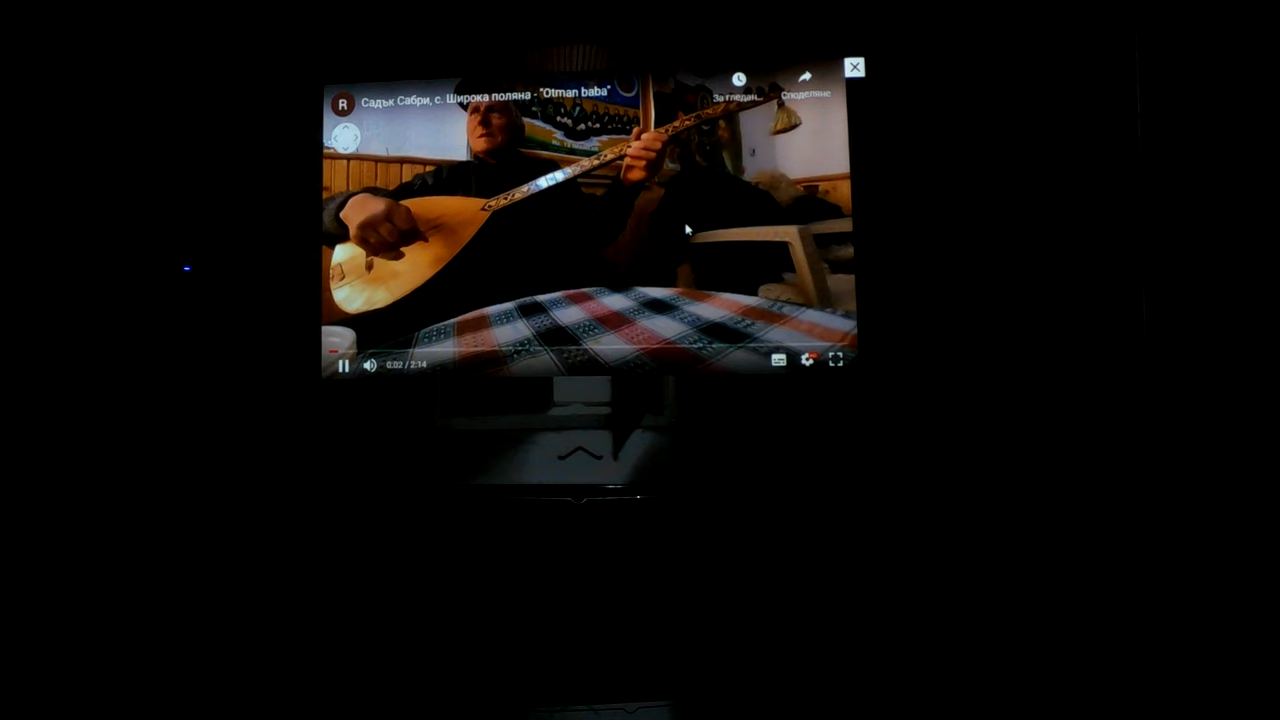 R
Садък Сабри, с. Широка поляна - "Otman baba"
За гледан...
Споделяне
0:02 / 2:14